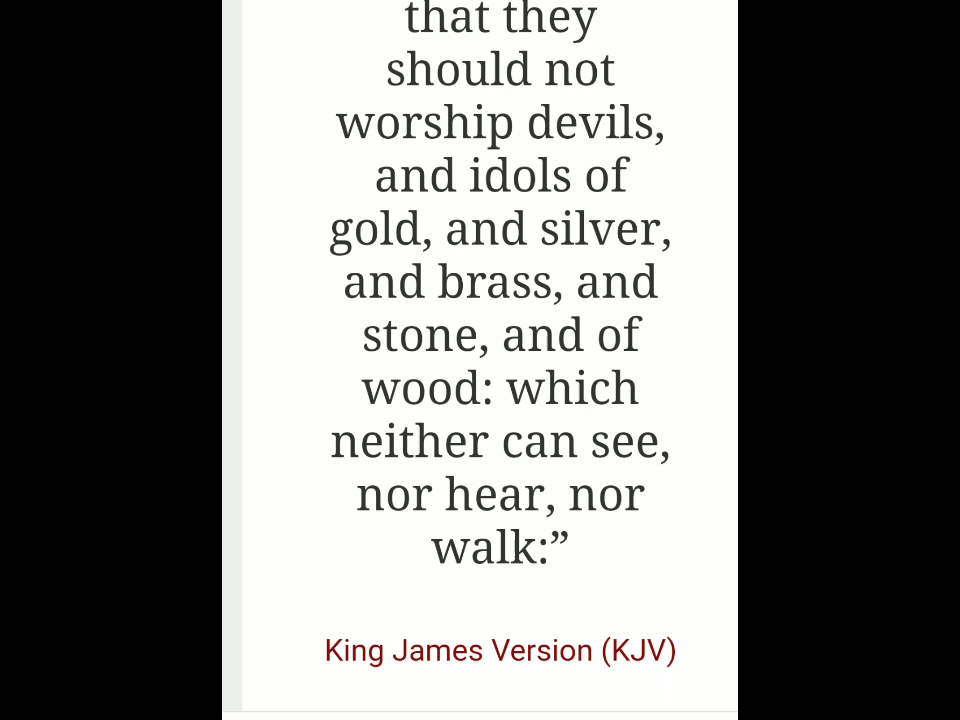 that they
should not
worship devils,
and idols of
gold, and silver,
and brass, and
stone, and of
wood: which
neither can see,
nor hear, nor
walk:”
King James Version (KJV)